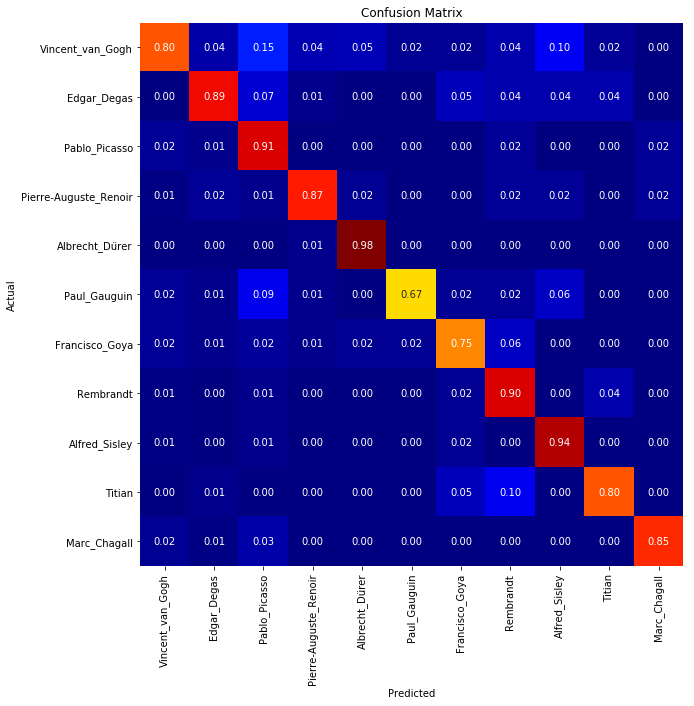 Confusion Matrix
Vincent_van_Gogh 0.80 0.04 0.15 0.04 0.05 0.02 0.02 0.04 0.10 0.02 0.00
Edgar_Degas 0.00 0.89 0.07 0.01 0.00 0.00 0.05 0.04 0.04 0.04 0.00
Pablo_Picasso 0.02 0.01 0.91 0.00 0.00 0.00 0.00 0.02 0.00 0.00 0.02
Pierre-Auguste_Renoir 0.01 0.02 0.01 0.87 0.02 0.00 0.00 0.02 0.02 0.00 0.02
Albrecht_Dürer 0.00 0.00 0.00 0.01 0.98 0.00 0.00 0.00 0.00 0.00 0.00
Actual
Paul_Gauguin 0.02 0.01 0.09 0.01 0.00 0.67 0.02 0.02 0.06 0.00 0.00
Francisco_Goya 0.02 0.01 0.02 0.01 0.02 0.02 0.75 0.06 0.00 0.00 0.00
Rembrandt 0.01 0.00 0.01 0.00 0.00 0.00 0.02 0.90 0.00 0.04 0.00
Alfred_Sisley 0.01 0.00 0.01 0.00 0.00 0.00 0.02 0.00 0.94 0.00 0.00
Titian 0.00 0.01 0.00 0.00 0.00 0.00 0.05 0.10 0.00 0.80 0.00
Marc_Chagall 0.02 0.01 0.03 0.00 0.00 0.00 0.00 0.00 0.00 0.00 0.85
Vincent_van_Gogh
Edgar_Degas
Pablo_Picasso
Pierre-Auguste_Renoir
Albrecht_Dürer
Paul_Gauguin
Francisco_Goya
Rembrandt
Alfred_Sisley
Titian
Marc_Chagall
Predicted